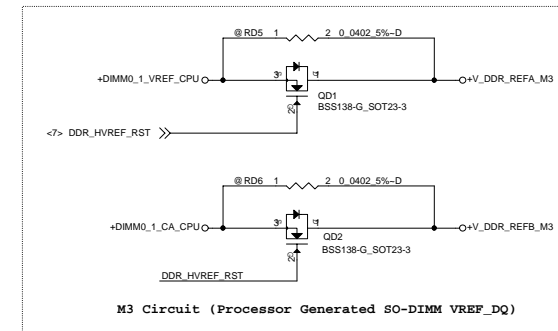 @ RD5 1 2 0_0402_5%~D
+DIMM0_1_VREF_CPU 3 1 +V_DDR_REFA_M3
QD1
BSS138-G_SOT23-3
2
<7> DDR_HVREF_RST
@ RD6 1 2 0_0402_5%~D
+DIMM0_1_CA_CPU 3 1 +V_DDR_REFB_M3
QD2
BSS138-G_SOT23-3
2
DDR_HVREF_RST
M3 Circuit (Processor Generated SO-DIMM VREF_DQ)